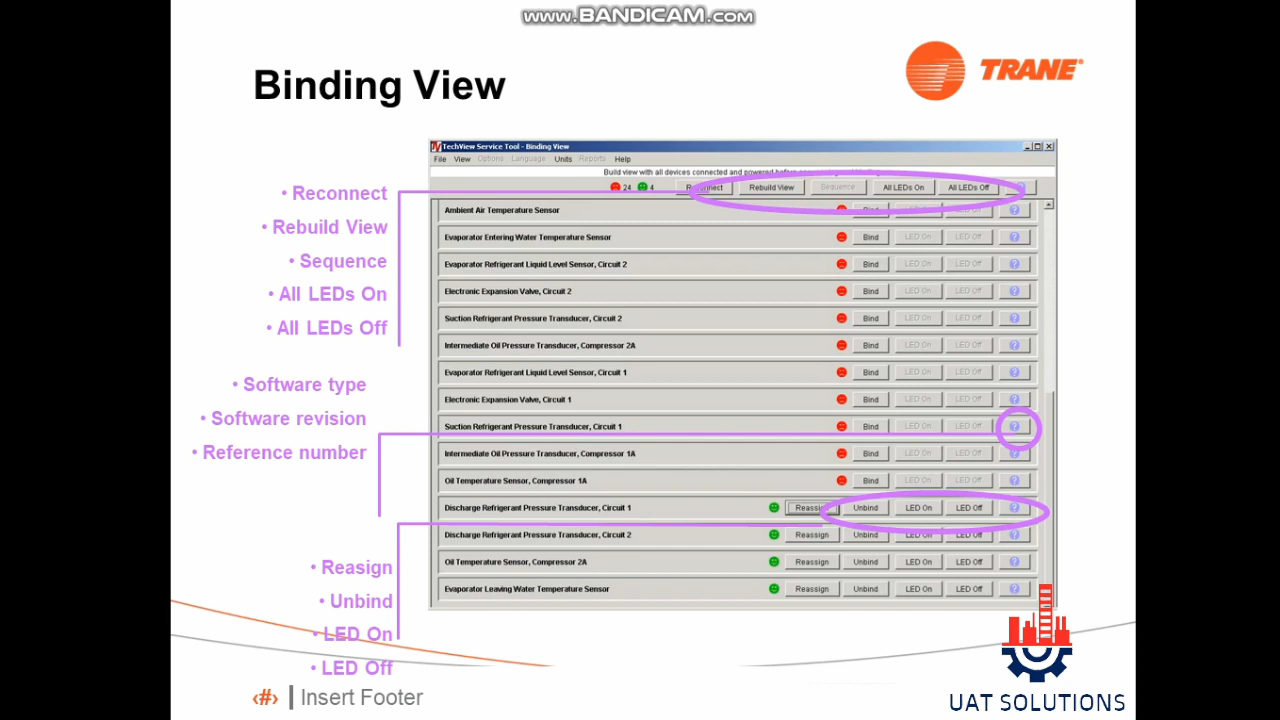 www.BANDICAM.com
Binding View
TRANE
TechView Service Tool - Binding View
File View Options Language Units Reports Help
Build view with all devices connected and powered
24 4 Reconnect Rebuild View Sequence All LEDs On All LEDs Off
Ambient Air Temperature Sensor Bind
Evaporator Entering Water Temperature Sensor Bind LED On LED Off ?
Evaporator Refrigerant Liquid Level Sensor, Circuit 2 Bind LED On LED Off ?
Electronic Expansion Valve, Circuit 2 Bind LED On LED Off ?
Suction Refrigerant Pressure Transducer, Circuit 2 Bind LED On LED Off ?
Intermediate Oil Pressure Transducer, Compressor 2A Bind LED On LED Off ?
Evaporator Refrigerant Liquid Level Sensor, Circuit 1 Bind LED On LED Off ?
Electronic Expansion Valve, Circuit 1 Bind LED On LED Off ?
Suction Refrigerant Pressure Transducer, Circuit 1 Bind LED On LED Off ?
Intermediate Oil Pressure Transducer, Compressor 1A Bind LED On LED Off ?
Oil Temperature Sensor, Compressor 1A Bind LED On LED Off ?
Discharge Refrigerant Pressure Transducer, Circuit 1 Reassign Unbind LED On LED Off ?
Discharge Refrigerant Pressure Transducer, Circuit 2 Reassign Unbind LED On LED Off ?
Oil Temperature Sensor, Compressor 2A Reassign Unbind LED On LED Off ?
Evaporator Leaving Water Temperature Sensor Reassign Unbind LED On LED Off ?
• Reconnect
• Rebuild View
• Sequence
• All LEDs On
• All LEDs Off
• Software type
• Software revision
• Reference number
• Reasign
• Unbind
• LED On
• LED Off
‹#› | Insert Footer
UAT SOLUTIONS